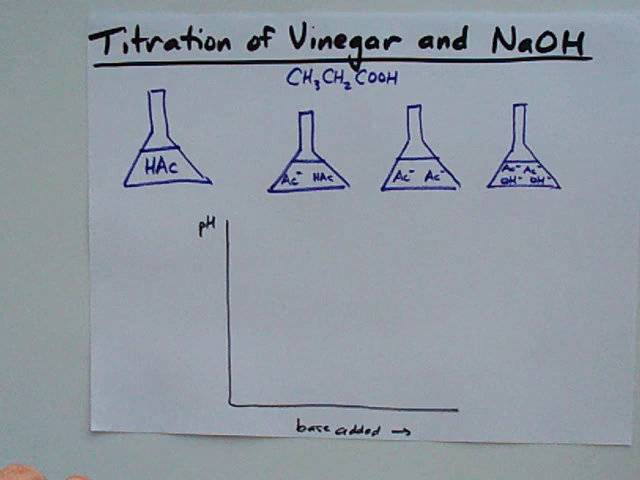 Titration of Vinegar and NaOH
CH₃CH₂COOH
HAc
Ac⁻ HAc
Ac⁻ Ac⁻
Ac⁻ Ac⁻
OH⁻ OH⁻
pH
base added →